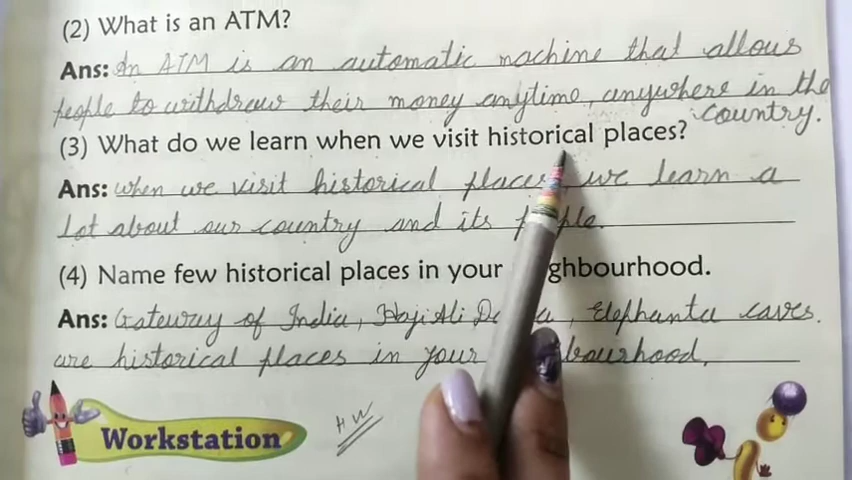 (2) What is an ATM?
Ans: An ATM is an automatic machine that allous
people to withdraw their money anytime, anywhere in the
country.
(3) What do we learn when we visit historical places?
Ans: when we visit historical places, we learn a
lot about our country and its people.
(4) Name few historical places in your ghbourhood.
Ans: Gateway of India, Haji Ali , Elephanta caves.
are historical places in your bourhood.
Workstation
HW